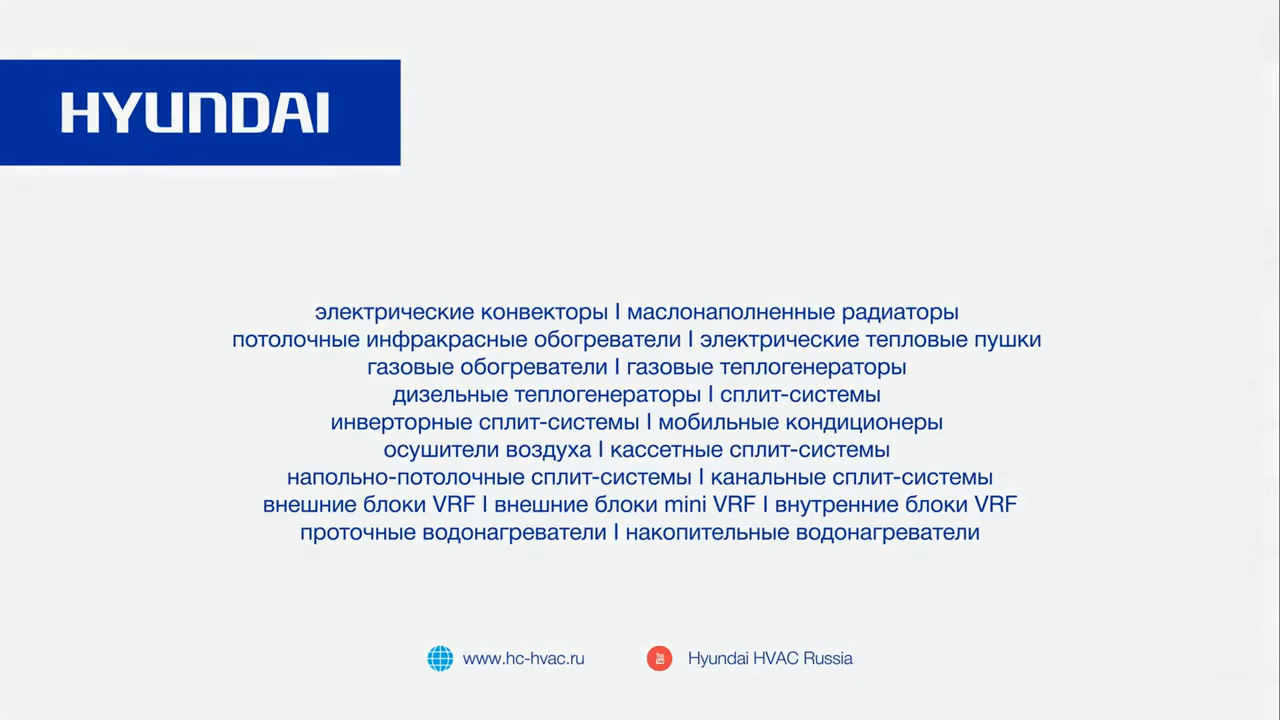 HYUNDAI
электрические конвекторы | маслонаполненные радиаторы
потолочные инфракрасные обогреватели | электрические тепловые пушки
газовые обогреватели | газовые теплогенераторы
дизельные теплогенераторы | сплит-системы
инверторные сплит-системы | мобильные кондиционеры
осушители воздуха | кассетные сплит-системы
напольно-потолочные сплит-системы | канальные сплит-системы
внешние блоки VRF | внешние блоки mini VRF | внутренние блоки VRF
проточные водонагреватели | накопительные водонагреватели
www.hc-hvac.ru
Hyundai HVAC Russia